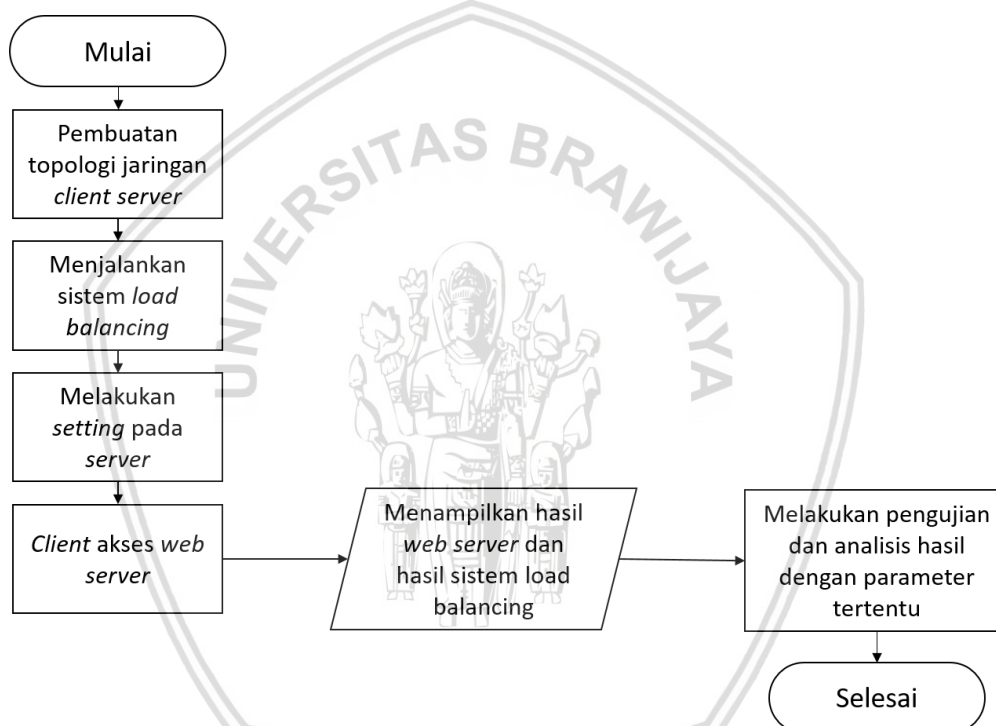 UNIVERSITAS BRAWIJAYA
Mulai
Pembuatan
topologi jaringan
client server
Menjalankan
sistem load
balancing
Melakukan
setting pada
server
Client akses web
server
Menampilkan hasil
web server dan
hasil sistem load
balancing
Melakukan pengujian
dan analisis hasil
dengan parameter
tertentu
Selesai